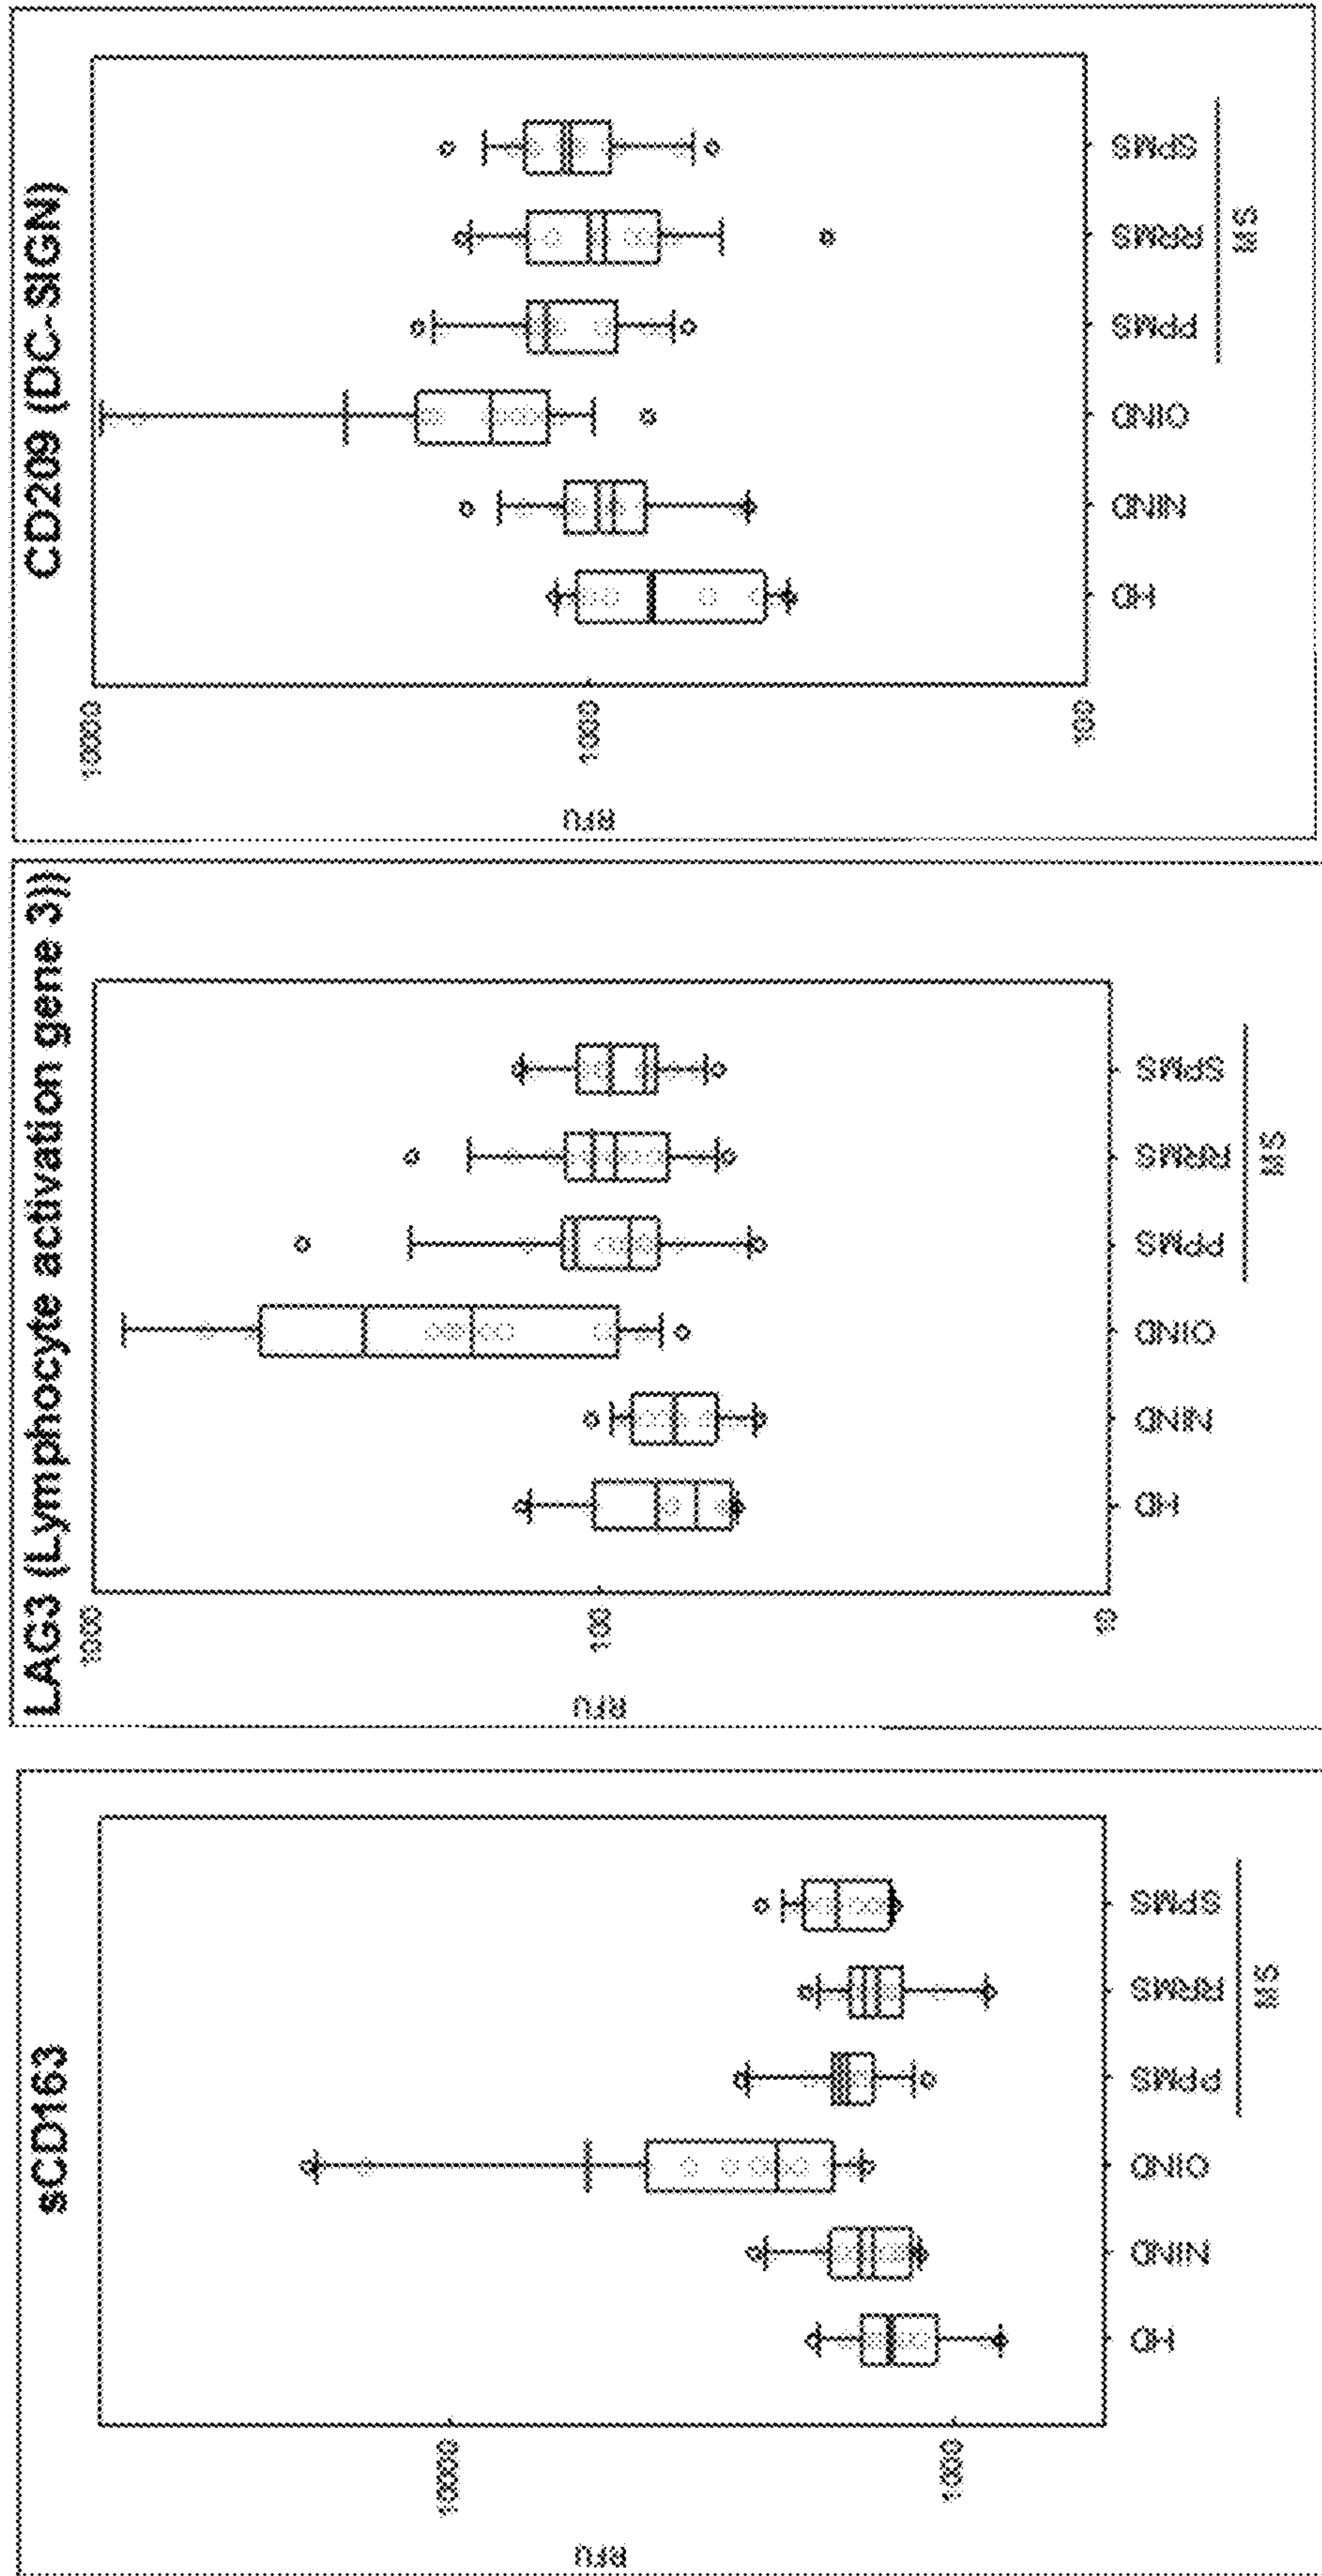 sCD163
RFU
10000
1000
HD
NIND
OIND
PPMS
RRMS
SPMS
MS
LAG3 (Lymphocyte activation gene 3))
RFU
1000
100
10
HD
NIND
OIND
PPMS
RRMS
SPMS
MS
CD209 (DC-SIGN)
RFU
10000
1000
100
HD
NIND
OIND
PPMS
RRMS
SPMS
MS